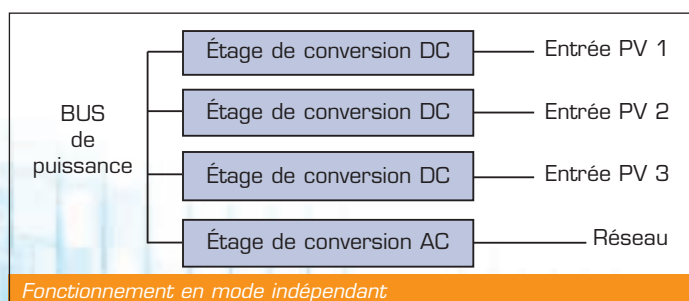 Étage de conversion DC
Entrée PV 1
BUS
de
puissance
Étage de conversion DC
Entrée PV 2
Étage de conversion DC
Entrée PV 3
Étage de conversion AC
Réseau
Fonctionnement en mode indépendant